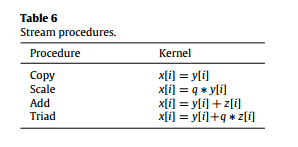 Table 6
Stream procedures.
Procedure Kernel
Copy x[i] = y[i]
Scale x[i] = q * y[i]
Add x[i] = y[i] + z[i]
Triad x[i] = y[i]+q * z[i]